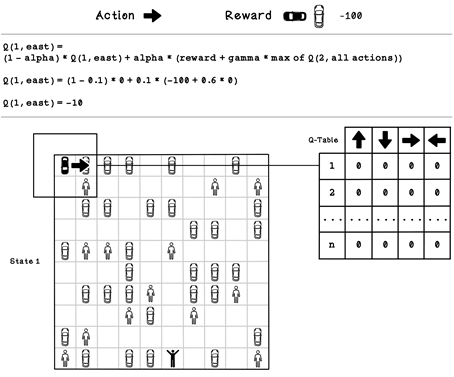 Action Reward -100
Q(1, east) =
(1 - alpha) * Q(1, east) + alpha * (reward + gamma * max of Q(2, all actions))
Q(1, east) = (1 - 0.1) * 0 + 0.1 * (-100 + 0.6 * 0)
Q(1, east) = -10
Q-Table
1 0 0 0 0
2 0 0 0 0
... ... ... ... ...
n 0 0 0 0
State 1